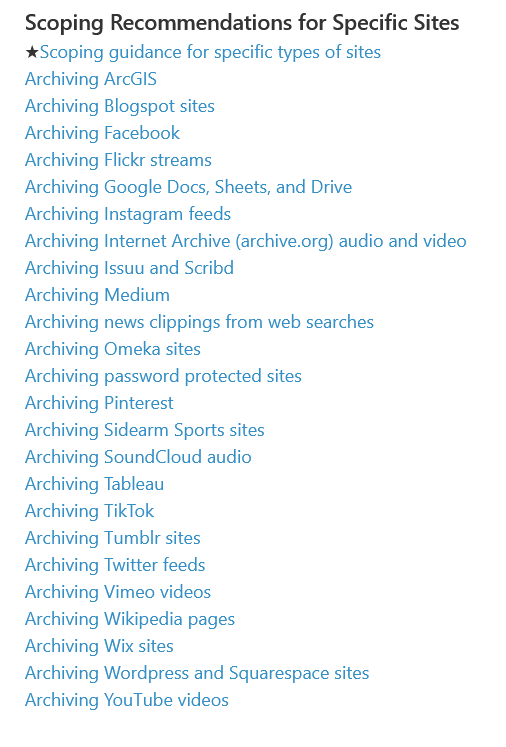 Scoping Recommendations for Specific Sites
★Scoping guidance for specific types of sites
Archiving ArcGIS
Archiving Blogspot sites
Archiving Facebook
Archiving Flickr streams
Archiving Google Docs, Sheets, and Drive
Archiving Instagram feeds
Archiving Internet Archive (archive.org) audio and video
Archiving Issuu and Scribd
Archiving Medium
Archiving news clippings from web searches
Archiving Omeka sites
Archiving password protected sites
Archiving Pinterest
Archiving Sidearm Sports sites
Archiving SoundCloud audio
Archiving Tableau
Archiving TikTok
Archiving Tumblr sites
Archiving Twitter feeds
Archiving Vimeo videos
Archiving Wikipedia pages
Archiving Wix sites
Archiving Wordpress and Squarespace sites
Archiving YouTube videos